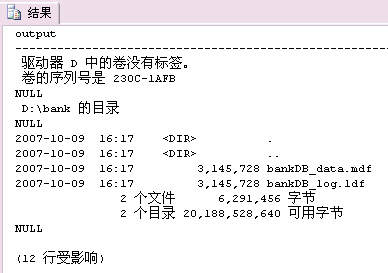 结果
output
驱动器 D 中的卷没有标签。
卷的序列号是 230C-1AFB
NULL
D:\bank 的目录
NULL
2007-10-09  16:17    <DIR>          .
2007-10-09  16:17    <DIR>          ..
2007-10-09  16:17         3,145,728 bankDB_data.mdf
2007-10-09  16:17         3,145,728 bankDB_log.ldf
2 个文件      6,291,456 字节
2 个目录 20,188,528,640 可用字节
NULL
(12 行受影响)